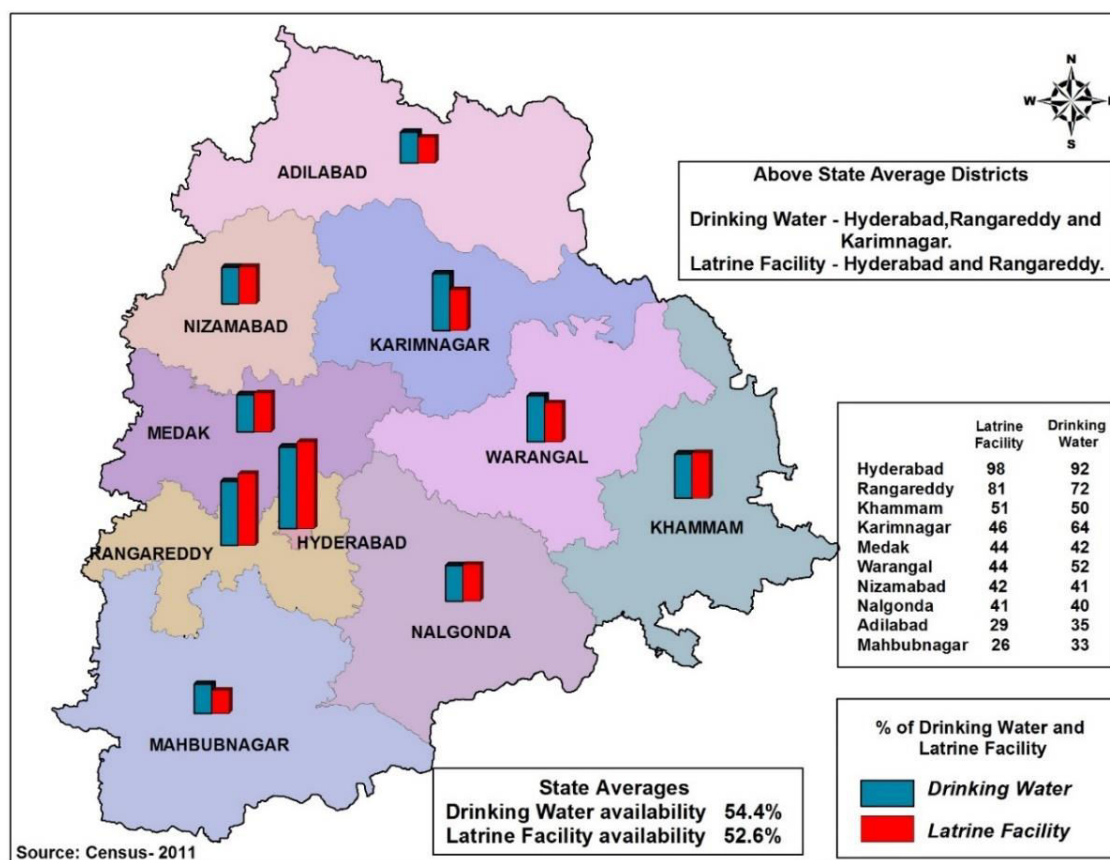 N
W
E
S
ADILABAD
Above State Average Districts
Drinking Water - Hyderabad,Rangareddy and
Karimnagar.
Latrine Facility - Hyderabad and Rangareddy.
NIZAMABAD
KARIMNAGAR
MEDAK
WARANGAL
KHAMMAM
RANGAREDDY
HYDERABAD
NALGONDA
MAHBUBNAGAR
Latrine Drinking
Facility Water
Hyderabad 98 92
Rangareddy 81 72
Khammam 51 50
Karimnagar 46 64
Medak 44 42
Warangal 44 52
Nizamabad 42 41
Nalgonda 41 40
Adilabad 29 35
Mahbubnagar 26 33
% of Drinking Water and
Latrine Facility
Drinking Water
Latrine Facility
State Averages
Drinking Water availability 54.4%
Latrine Facility availability 52.6%
Source: Census- 2011